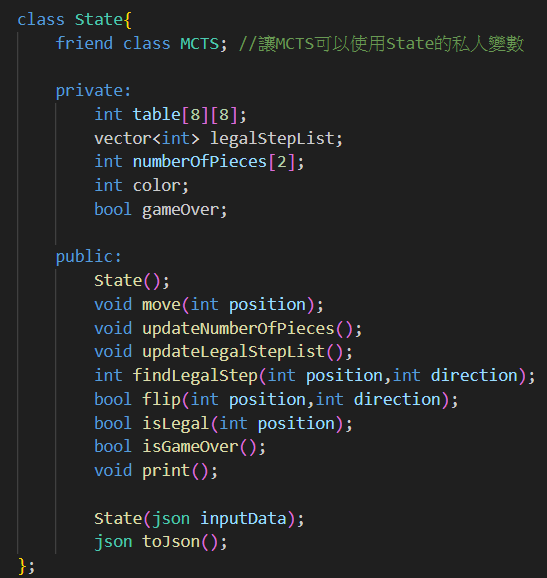 class State{
    friend class MCTS; //讓MCTS可以使用State的私人變數

    private:
        int table[8][8];
        vector<int> legalStepList;
        int numberOfPieces[2];
        int color;
        bool gameOver;

    public:
        State();
        void move(int position);
        void updateNumberOfPieces();
        void updateLegalStepList();
        int findLegalStep(int position,int direction);
        bool flip(int position,int direction);
        bool isLegal(int position);
        bool isGameOver();
        void print();

        State(json inputData);
        json toJson();
};